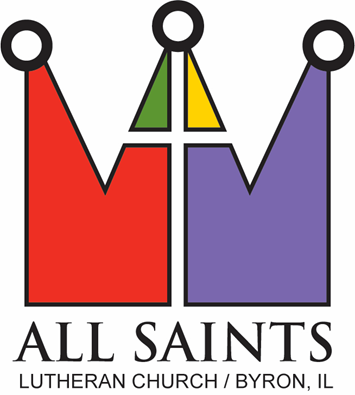 ALL SAINTS
LUTHERAN CHURCH / BYRON, IL